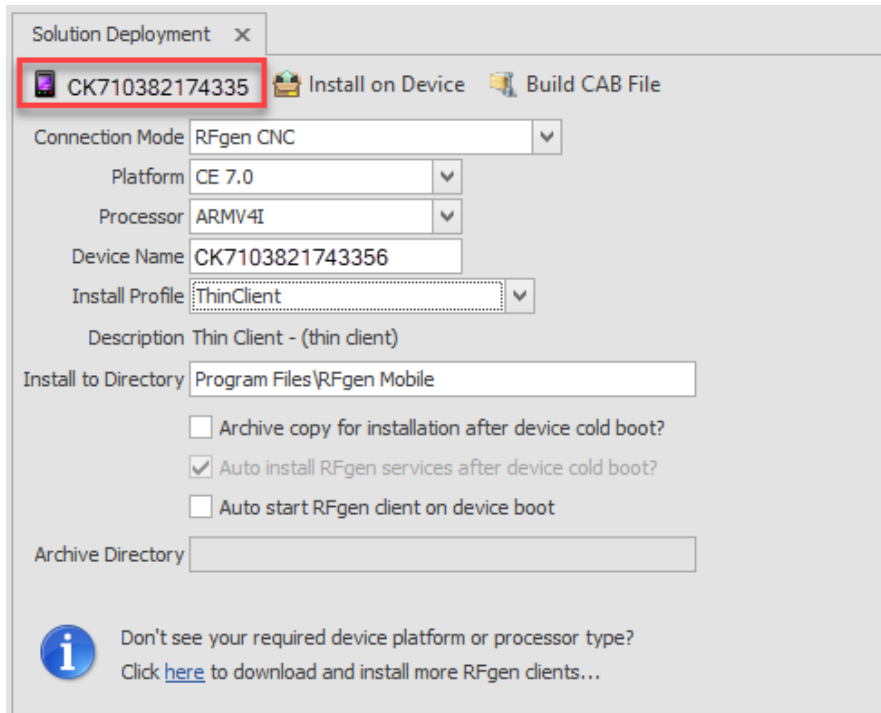 Solution Deployment
CK710382174335 Install on Device Build CAB File
Connection Mode RFgen CNC
Platform CE 7.0
Processor ARMV4I
Device Name CK7103821743356
Install Profile ThinClient
Description Thin Client - (thin client)
Install to Directory Program Files\RFgen Mobile
Archive copy for installation after device cold boot?
Auto install RFgen services after device cold boot?
Auto start RFgen client on device boot
Archive Directory
Don't see your required device platform or processor type?
Click here to download and install more RFgen clients...